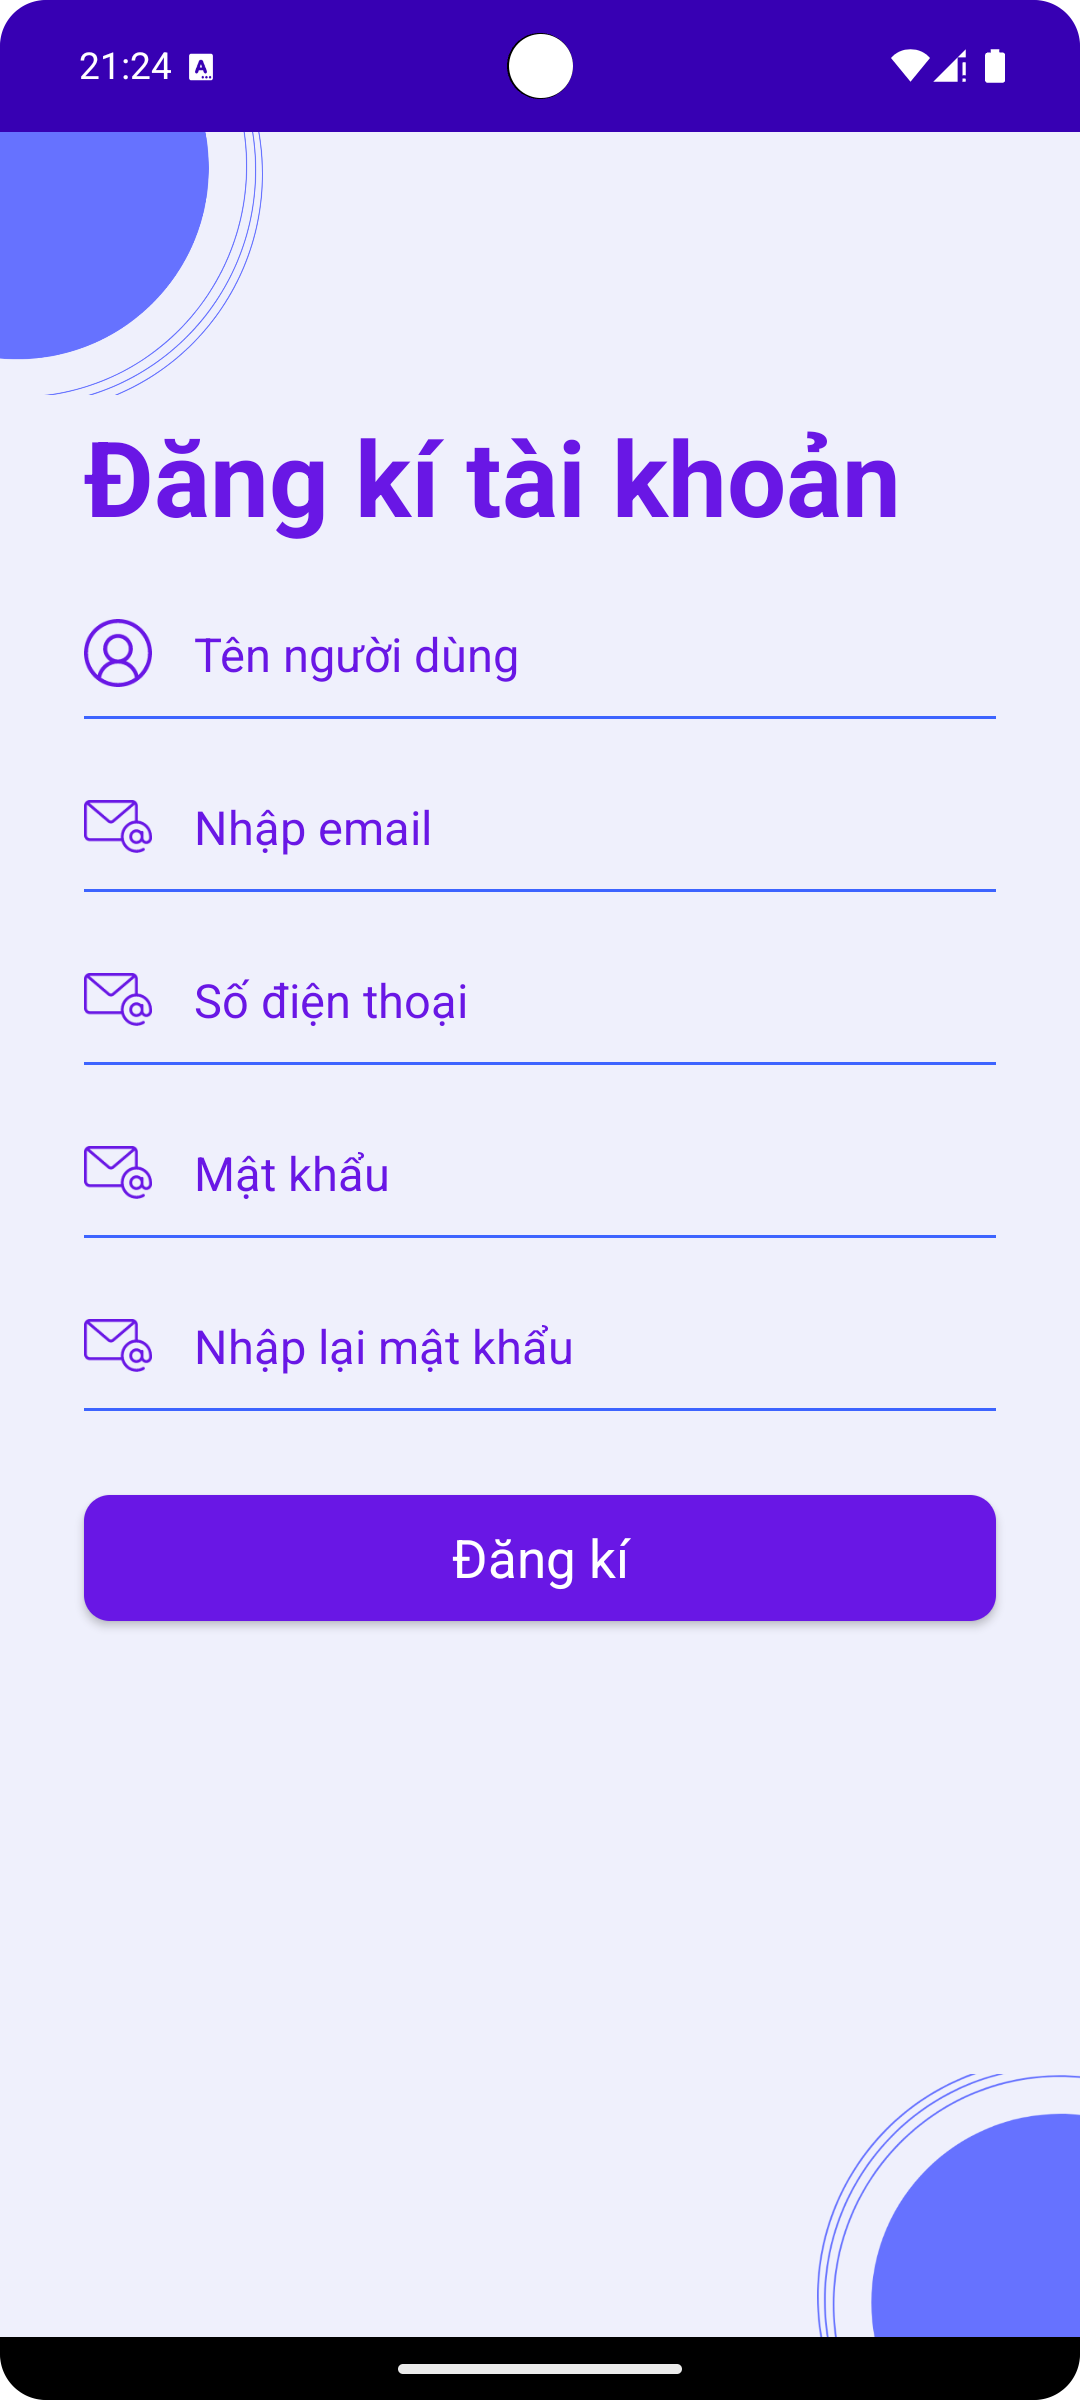 21:24
Đăng kí tài khoản
Tên người dùng
Nhập email
Số điện thoại
Mật khẩu
Nhập lại mật khẩu
Đăng kí